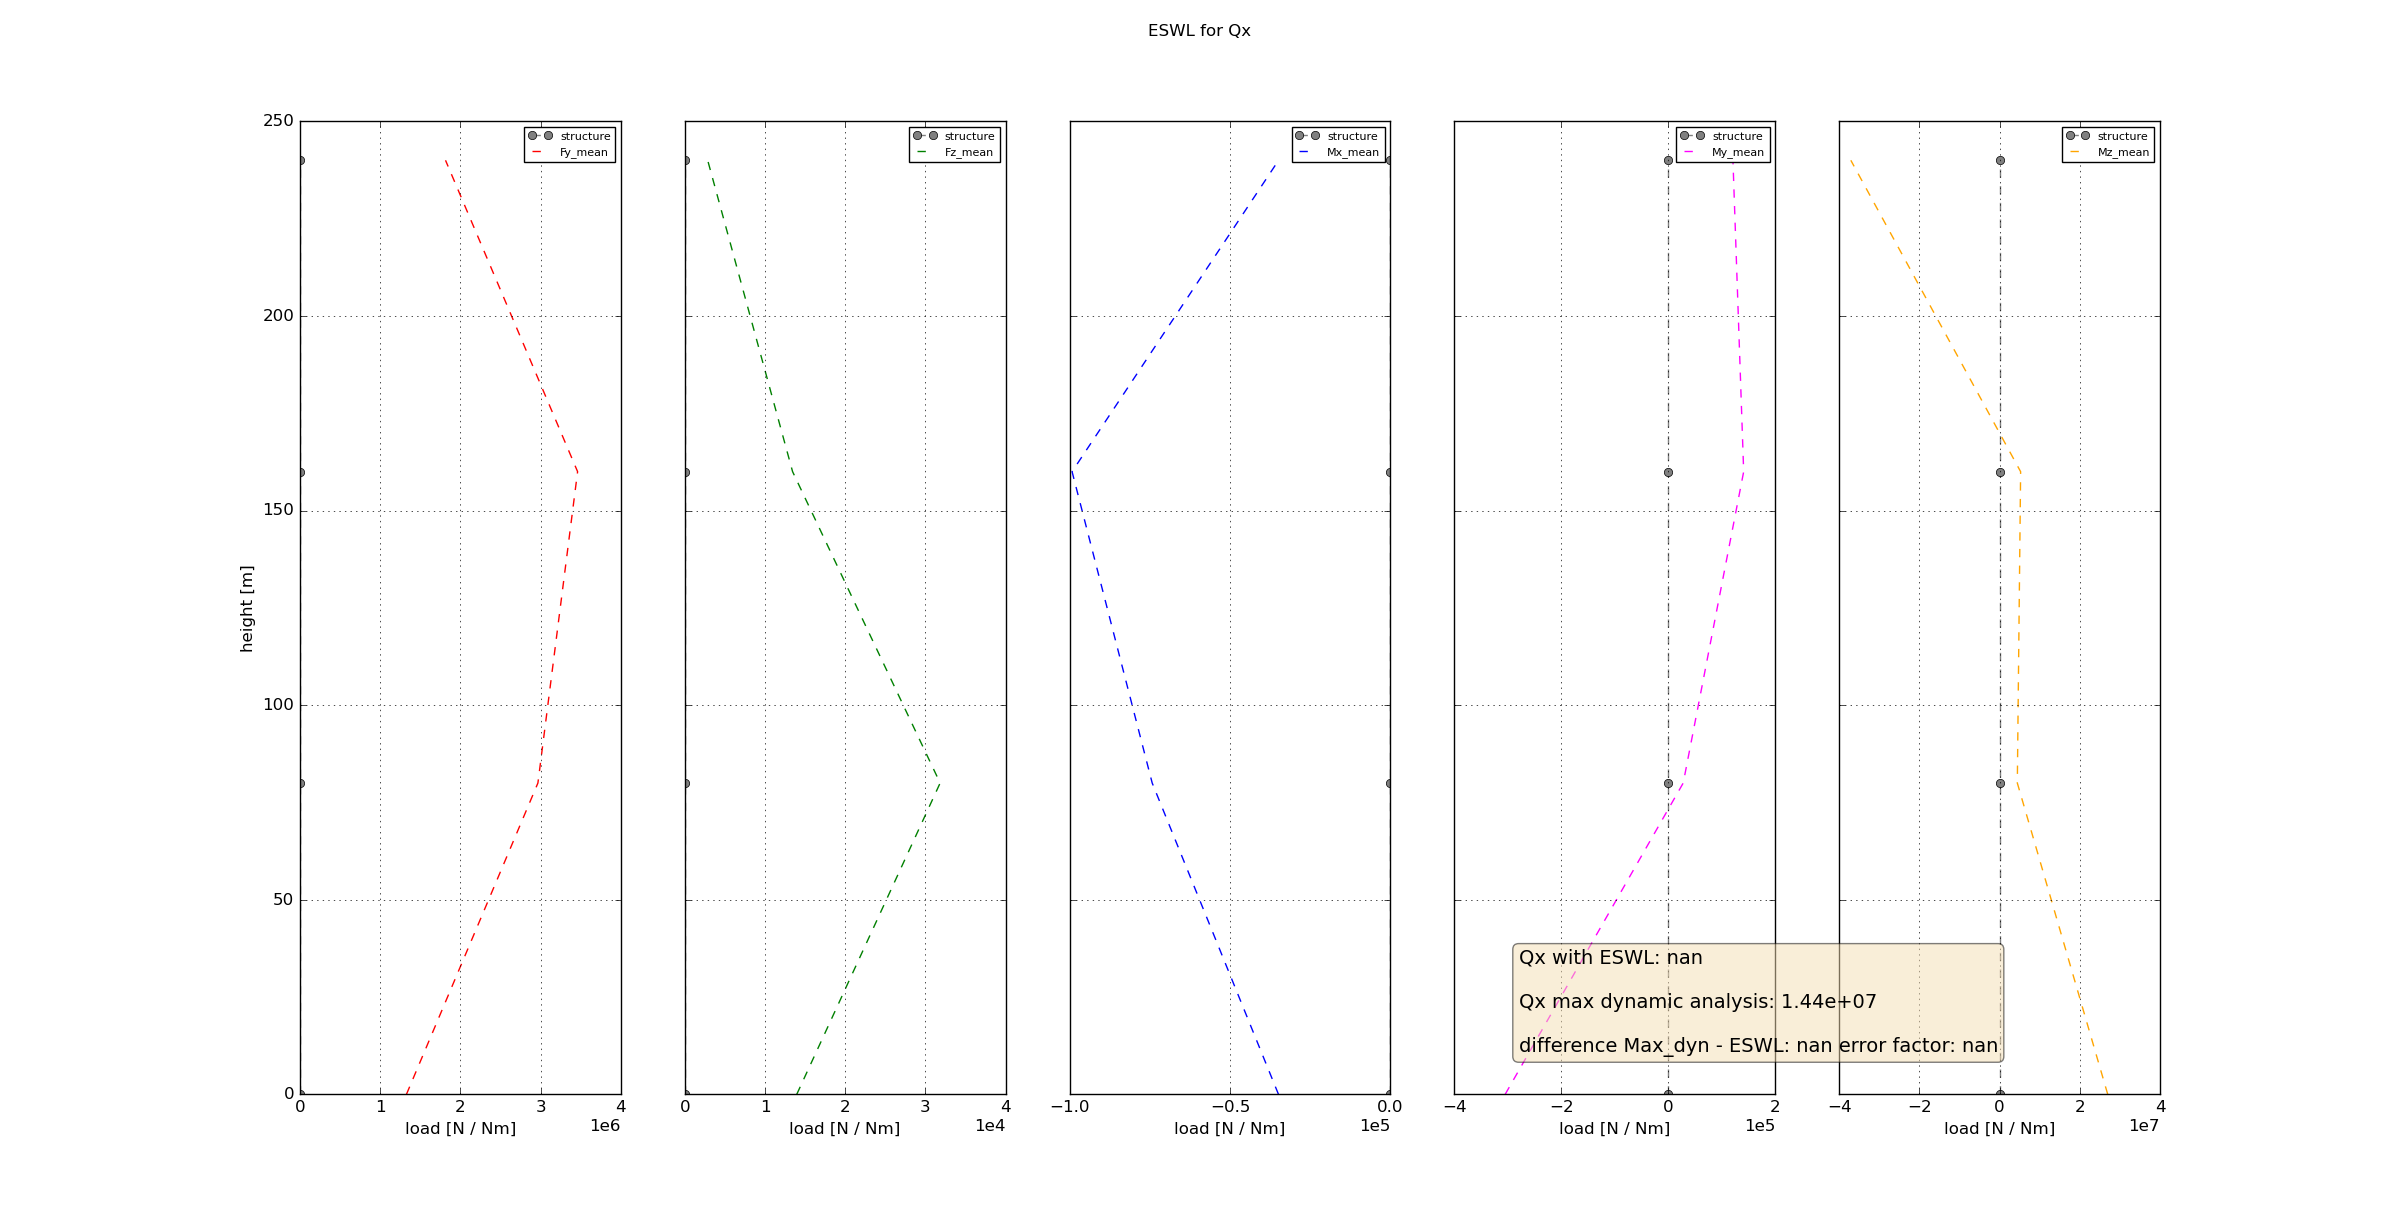 ESWL for Qx
structure
Fy_mean
structure
Fz_mean
structure
Mx_mean
structure
My_mean
structure
Mz_mean
height [m]
250
200
150
100
50
0
0 1 2 3 4
1e6
load [N / Nm]
0 1 2 3 4
1e4
load [N / Nm]
−1.0 −0.5 0.0
1e5
load [N / Nm]
−4 −2 0 2
1e5
load [N / Nm]
−4 −2 0 2 4
1e7
load [N / Nm]
Qx with ESWL: nan
Qx max dynamic analysis: 1.44e+07
difference Max_dyn - ESWL: nan error factor: nan